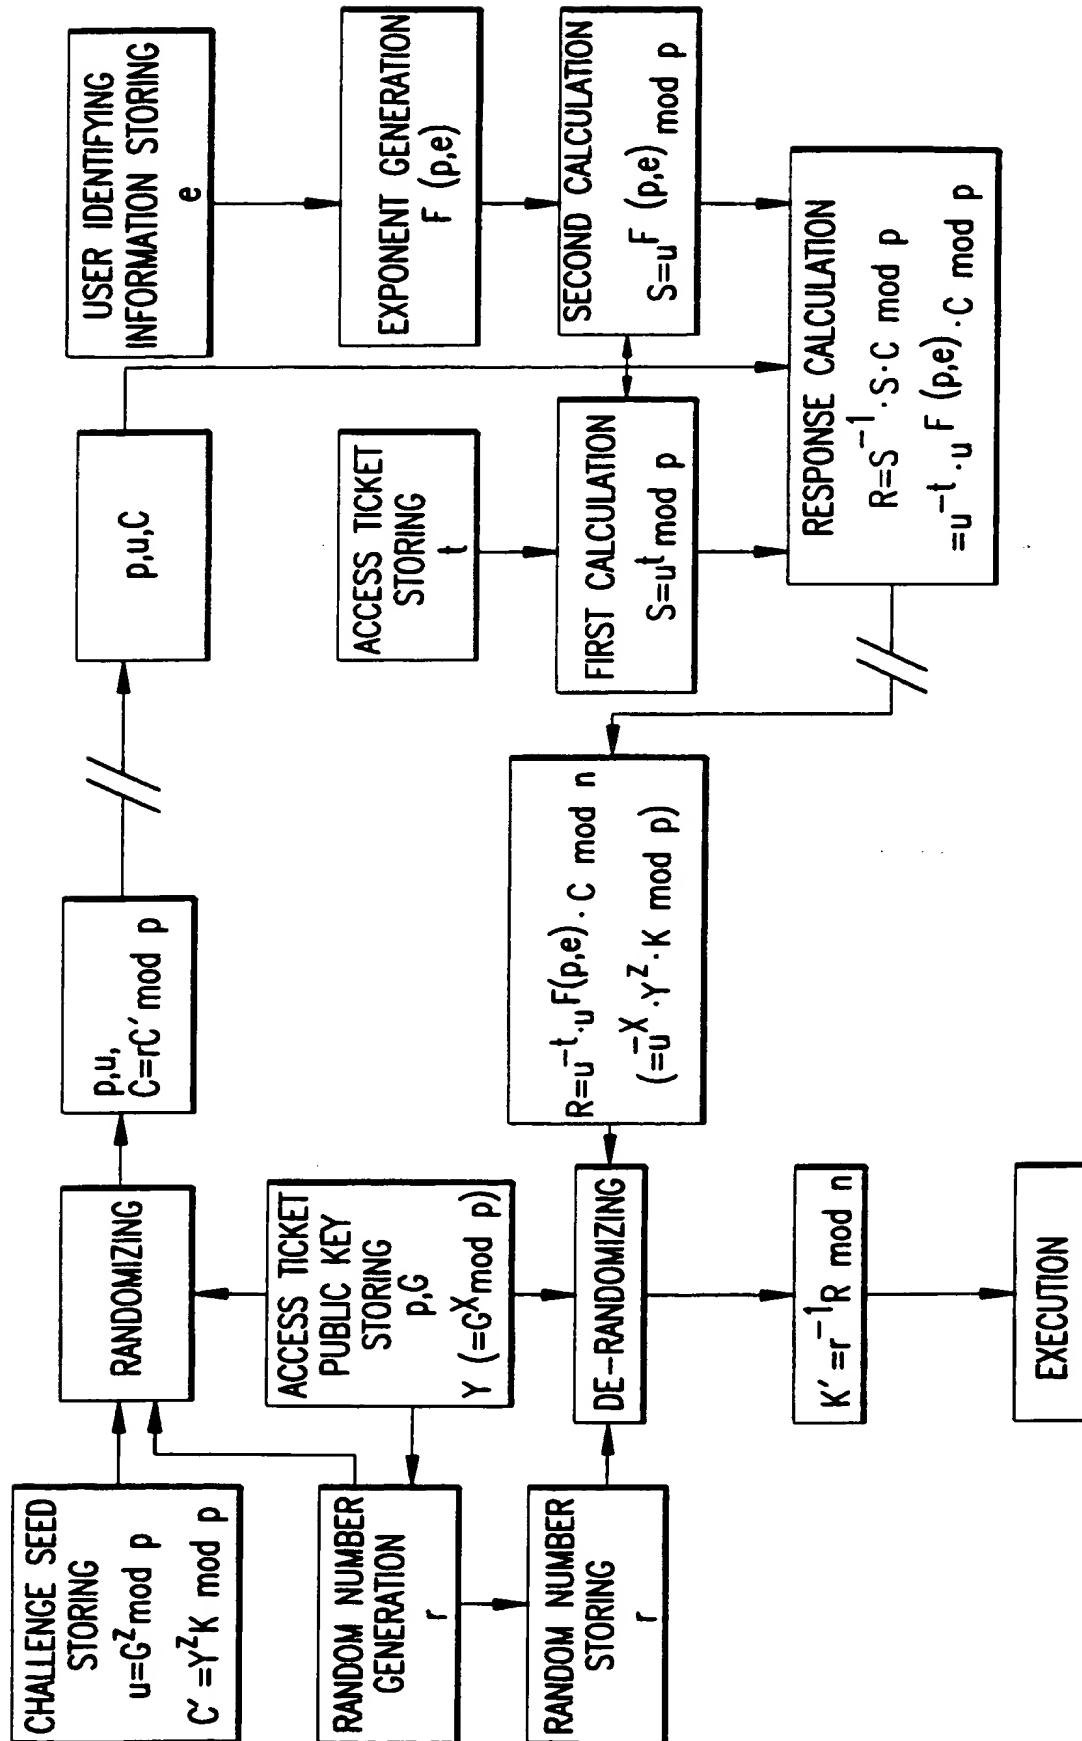 CHALLENGE SEED
STORING
u=G^z mod p
C′=Y^zK mod p
RANDOMIZING
p,u,
C=rC′ mod p
p,u,C
USER IDENTIFYING
INFORMATION STORING
e
RANDOM NUMBER
GENERATION
r
ACCESS TICKET
PUBLIC KEY
STORING
p,G
Y (=G^X mod p)
ACCESS TICKET
STORING
t
EXPONENT GENERATION
F (p,e)
RANDOM NUMBER
STORING
r
DE-RANDOMIZING
R=u^-t·u^F(p,e)·C mod n
(=u^-X·Y^z·K mod p)
FIRST CALCULATION
S=u^t mod p
SECOND CALCULATION
S=u^F (p,e) mod p
K′=r^-1R mod n
RESPONSE CALCULATION
R=S^-1·S·C mod p
=u^-t·u^F (p,e)·C mod p
EXECUTION